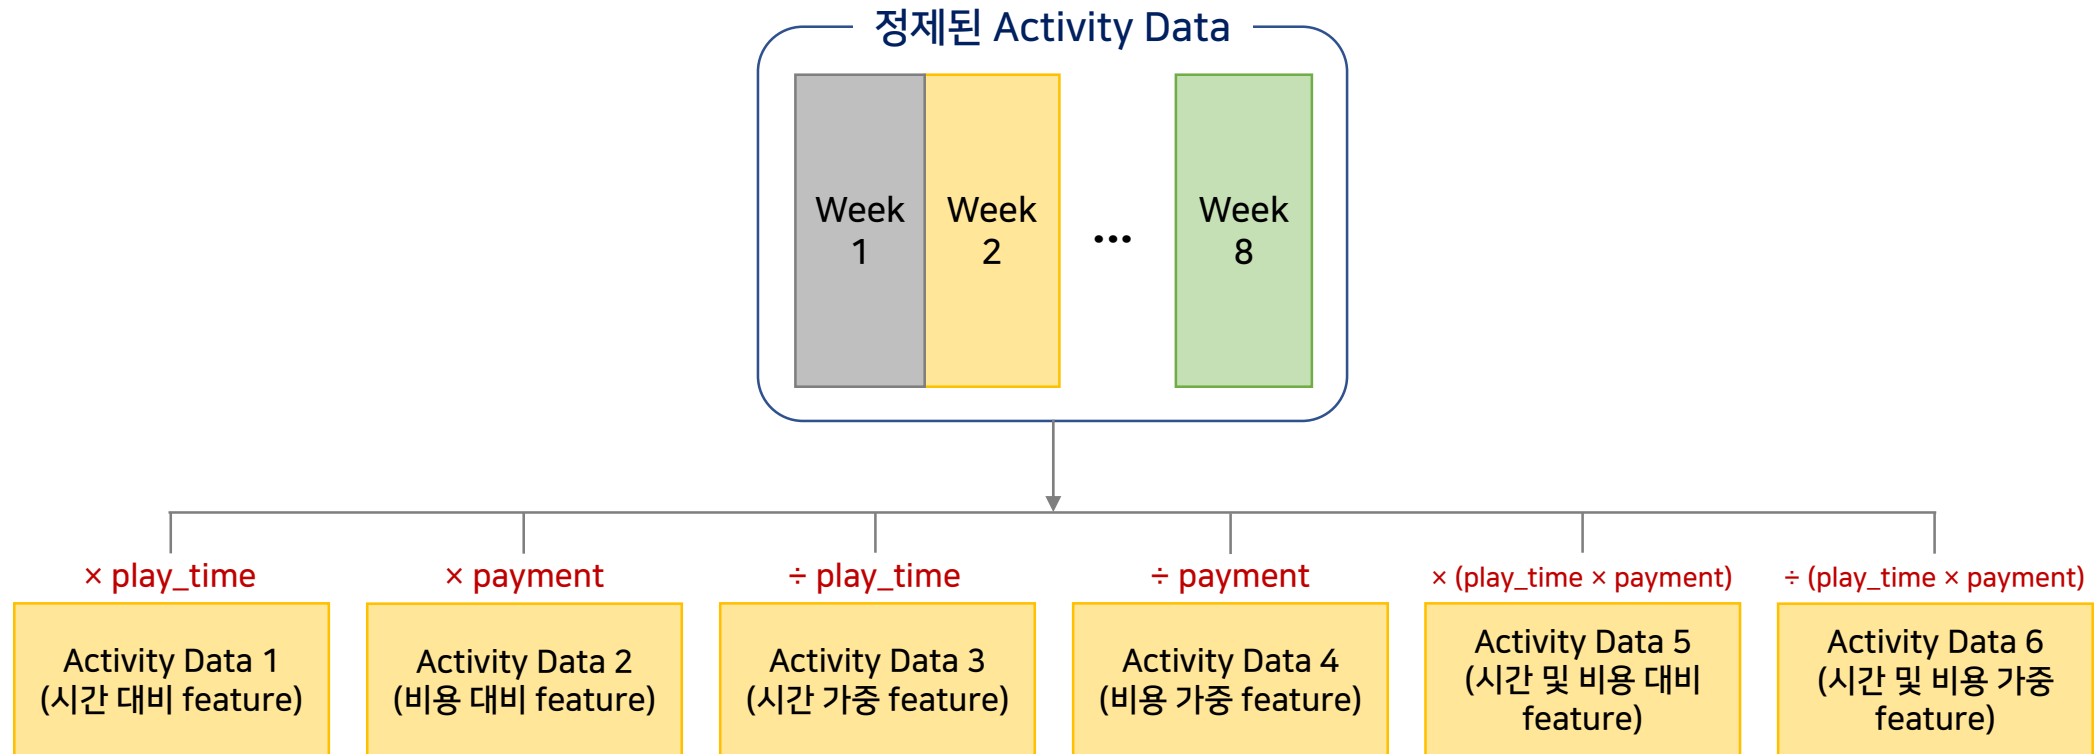 정제된 Activity Data
Week
1
Week
2
...
Week
8
× play_time
× payment
÷ play_time
÷ payment
× (play_time × payment)
÷ (play_time × payment)
Activity Data 1
(시간 대비 feature)
Activity Data 2
(비용 대비 feature)
Activity Data 3
(시간 가중 feature)
Activity Data 4
(비용 가중 feature)
Activity Data 5
(시간 및 비용 대비
feature)
Activity Data 6
(시간 및 비용 가중
feature)